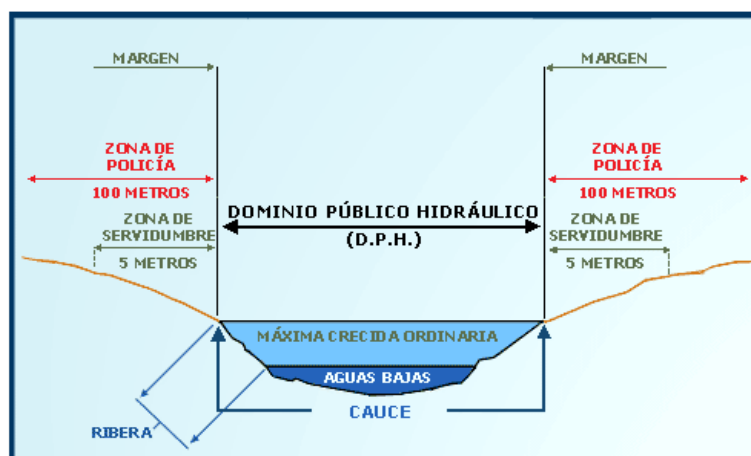 MARGEN
MARGEN
ZONA DE
POLICÍA
100 METROS
ZONA DE
POLICÍA
100 METROS
DOMINIO PÚBLICO HIDRÁULICO
(D.P.H.)
ZONA DE
SERVIDUMBRE
5 METROS
ZONA DE
SERVIDUMBRE
5 METROS
MÁXIMA CRECIDA ORDINARIA
AGUAS BAJAS
CAUCE
RIBERA